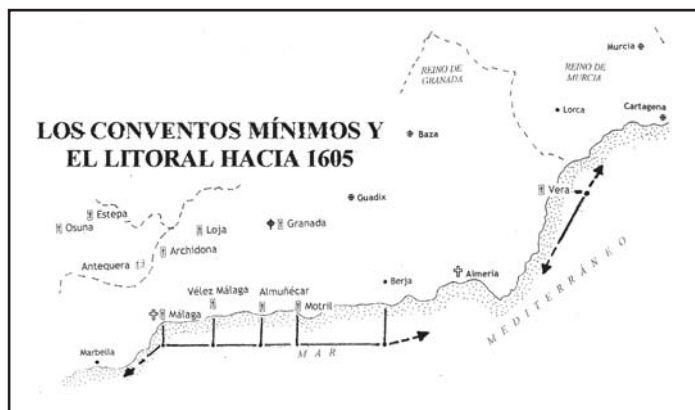 LOS CONVENTOS MÍNIMOS Y
EL LITORAL HACIA 1605
Murcia
REINO DE
GRANADA
REINO DE
MURCIA
Lorca
Cartagena
Baza
Guadix
Vera
Estepa
Osuna
Loja
Granada
Archidona
Antequera
Vélez Málaga
Almuñécar
Motril
Berja
Almería
Málaga
Marbella
MAR
MEDITERRÁNEO